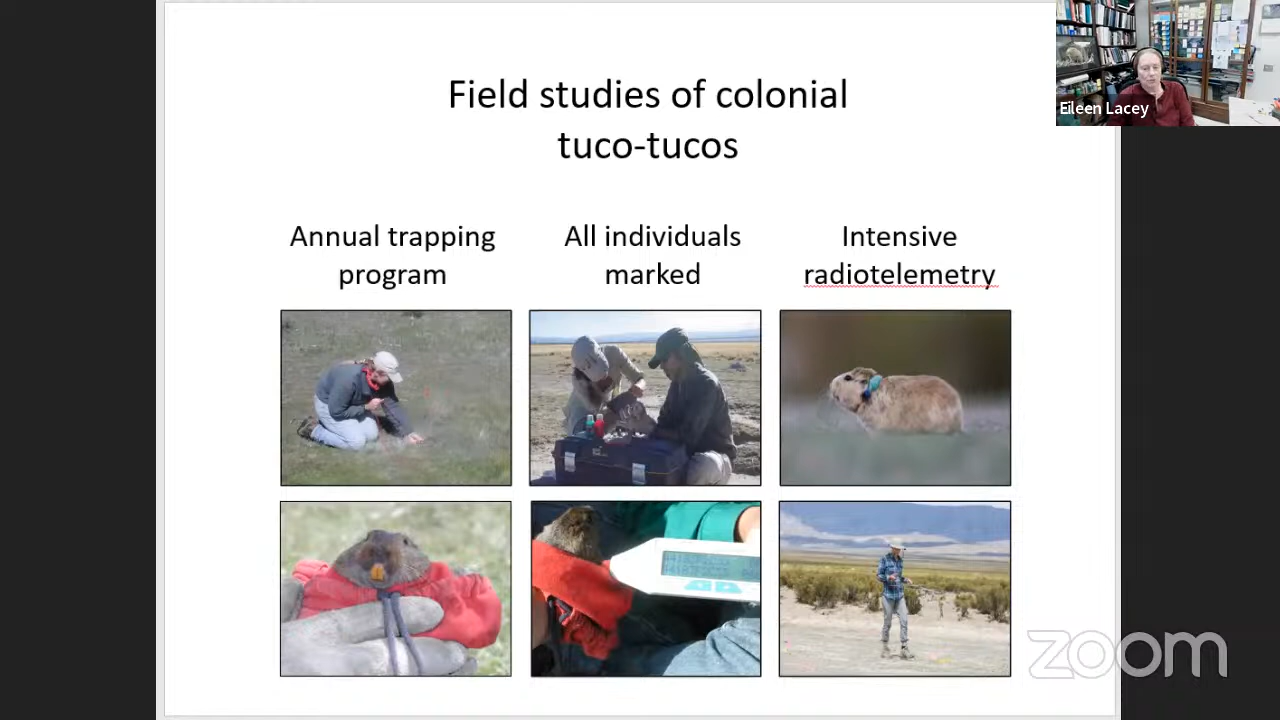 Field studies of colonial
tuco-tucos
Annual trapping
program
All individuals
marked
Intensive
radiotelemetry
Eileen Lacey
zoom